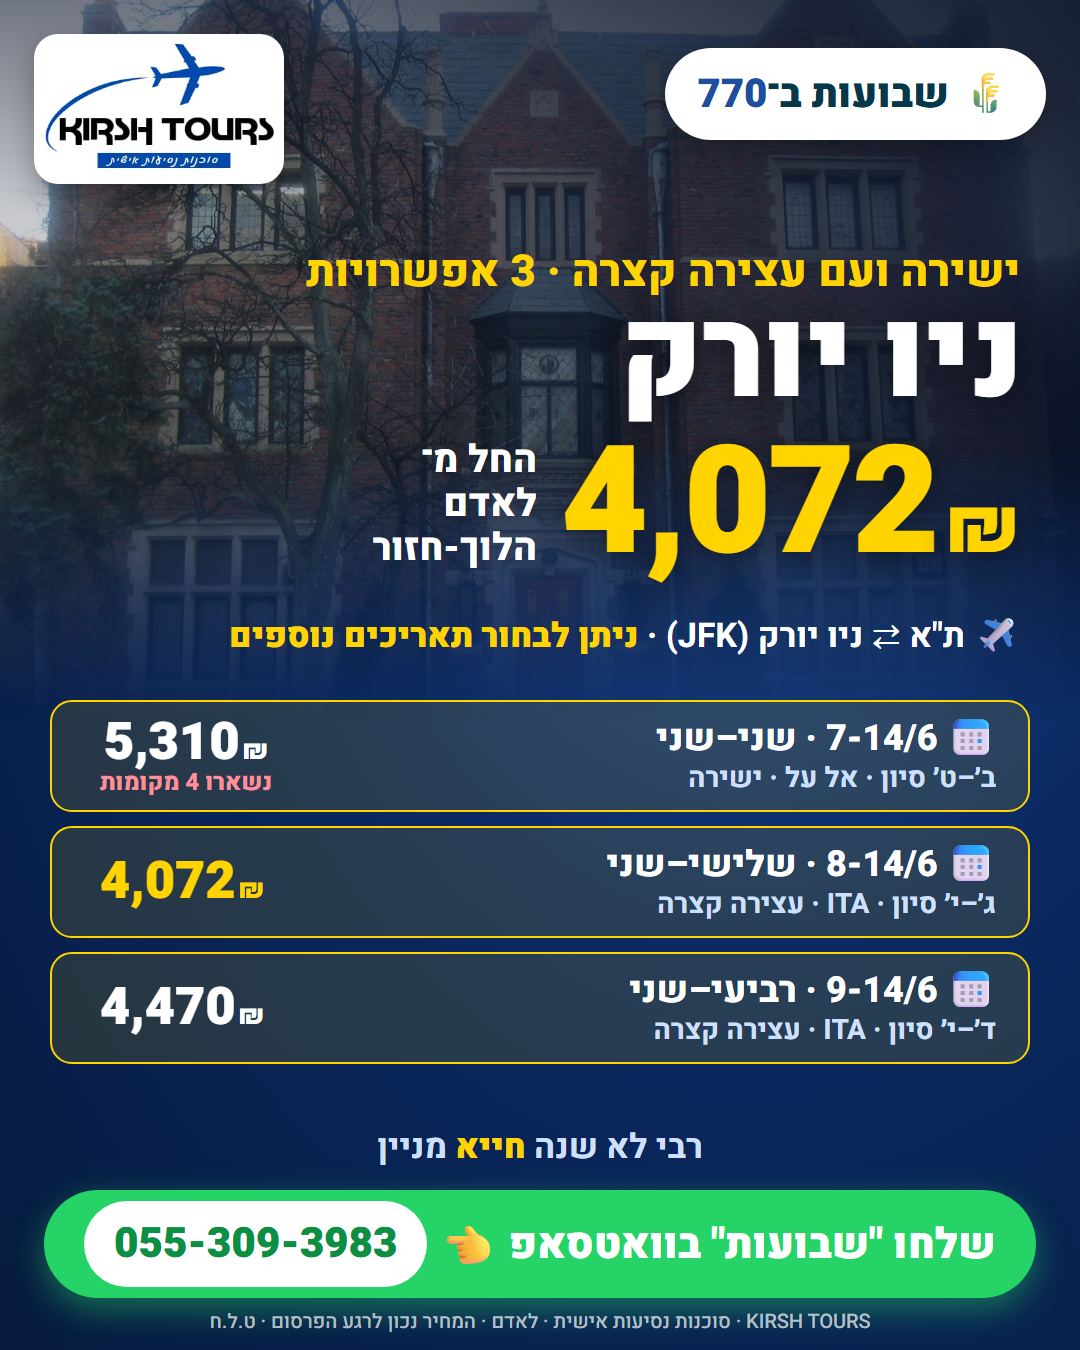 KIRSH TOURS
סוכנות נסיעות אישית
שבועות ב־770
ישירה ועם עצירה קצרה · 3 אפשרויות
ניו יורק
4,072₪
החל מ־
לאדם
הלוך-חזור
ת"א ⇄ ניו יורק (JFK) · ניתן לבחור תאריכים נוספים
7-14/6 · שני–שני
ב׳–ט׳ סיון · אל על · ישירה
5,310₪
נשארו 4 מקומות
8-14/6 · שלישי–שני
ג׳–י׳ סיון · ITA · עצירה קצרה
4,072₪
9-14/6 · רביעי–שני
ד׳–י׳ סיון · ITA · עצירה קצרה
4,470₪
רבי לא שנה חייא מניין
שלחו "שבועות" בוואטסאפ 055-309-3983
KIRSH TOURS · סוכנות נסיעות אישית · לאדם · המחיר נכון לרגע הפרסום · ט.ל.ח